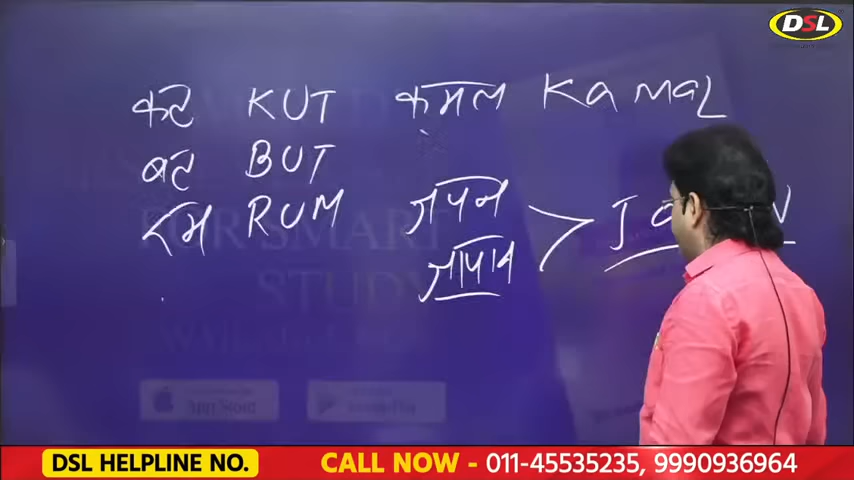 DSL
कट KUT कमल KamaL
बट BUT
रम RUM जपन
जापान
DSL HELPLINE NO. CALL NOW - 011-45535235, 9990936964